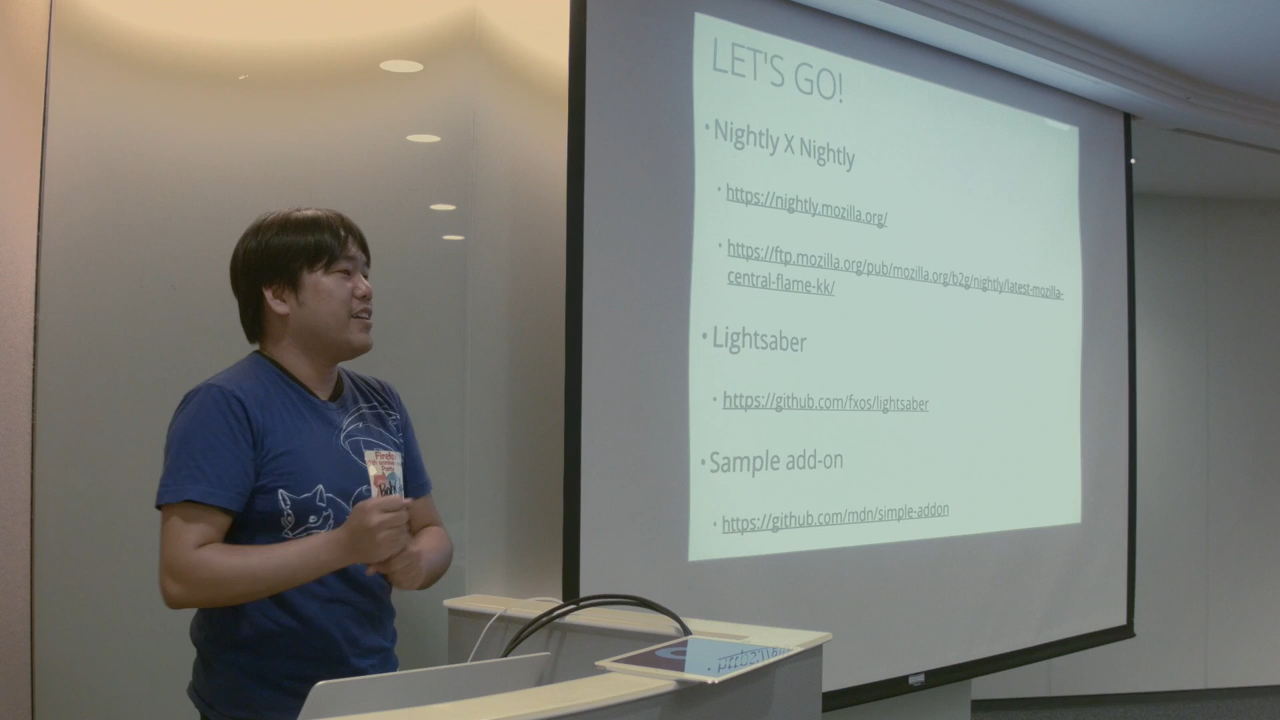 LET'S GO!
• Nightly X Nightly
• https://nightly.mozilla.org/
• https://ftp.mozilla.org/pub/mozilla.org/b2g/nightly/latest-mozilla-
central-flame-kk/
• Lightsaber
• https://github.com/fxos/lightsaber
• Sample add-on
• https://github.com/mdn/simple-addon